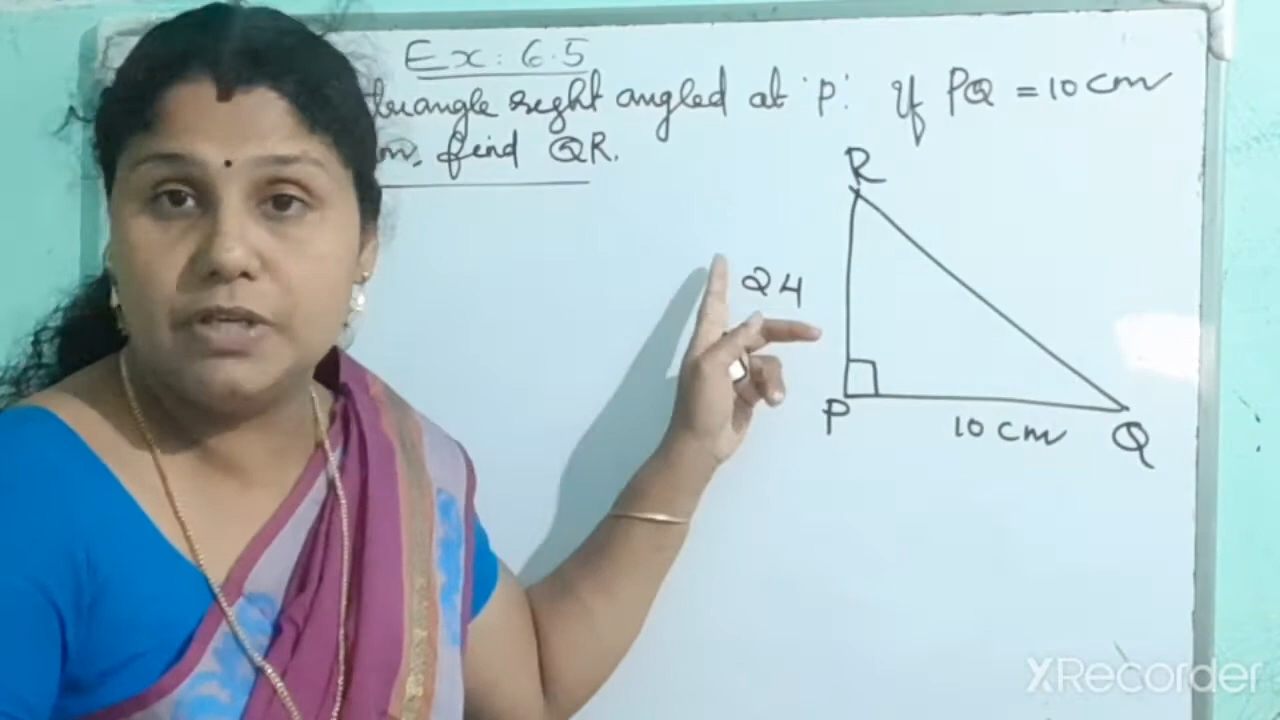 Ex: 6.5
triangle right angled at 'P'. If PQ = 10 cm
find QR.
R
24
P
10 cm
Q
XRecorder